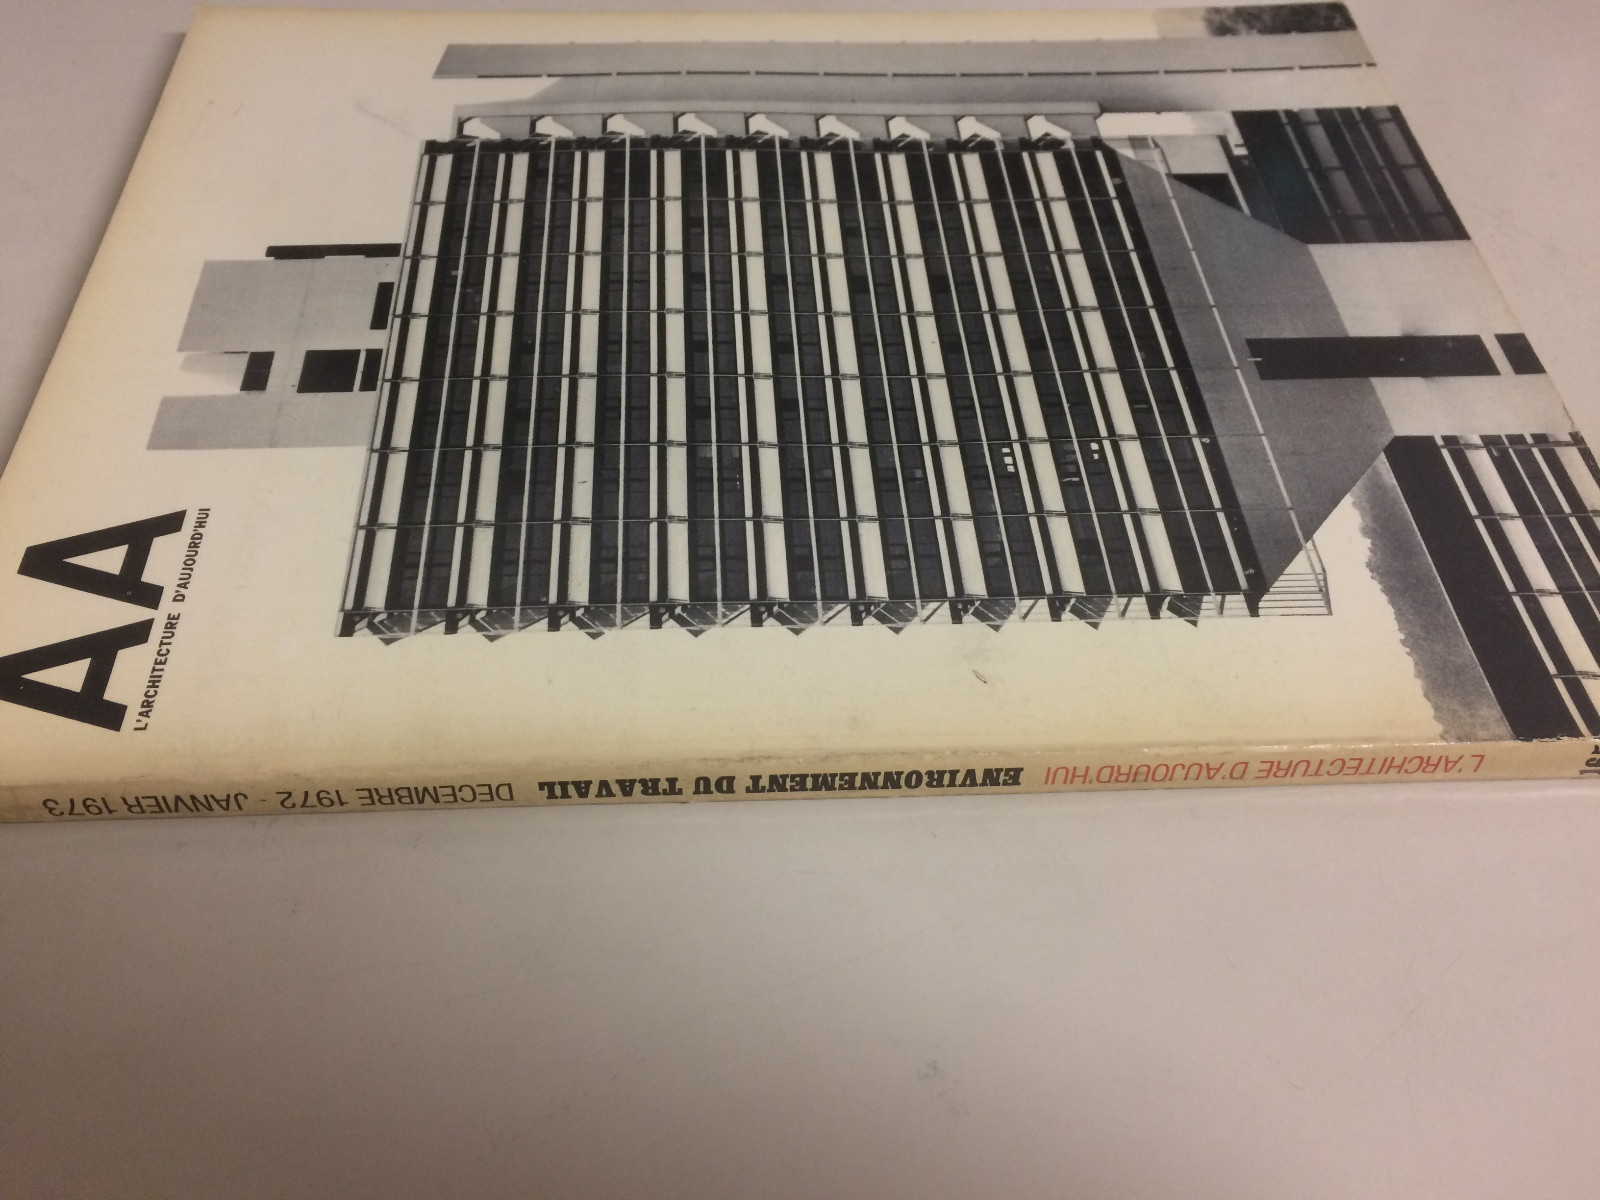 AA
L'ARCHITECTURE D'AUJOURD'HUI
L'ARCHITECTURE D'AUJOURD'HUI ENVIRONNEMENT DU TRAVAIL DECEMBRE 1972 - JANVIER 1973